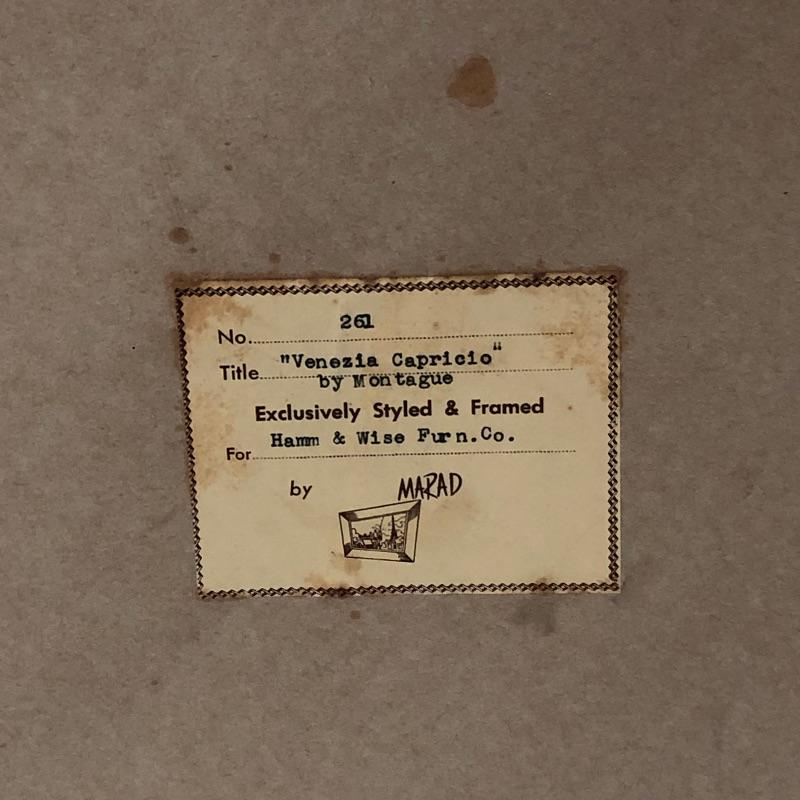 No. 261
Title "Venezia Capricio"
by Montague
Exclusively Styled & Framed
For Hamm & Wise Furn.Co.
by MARAD